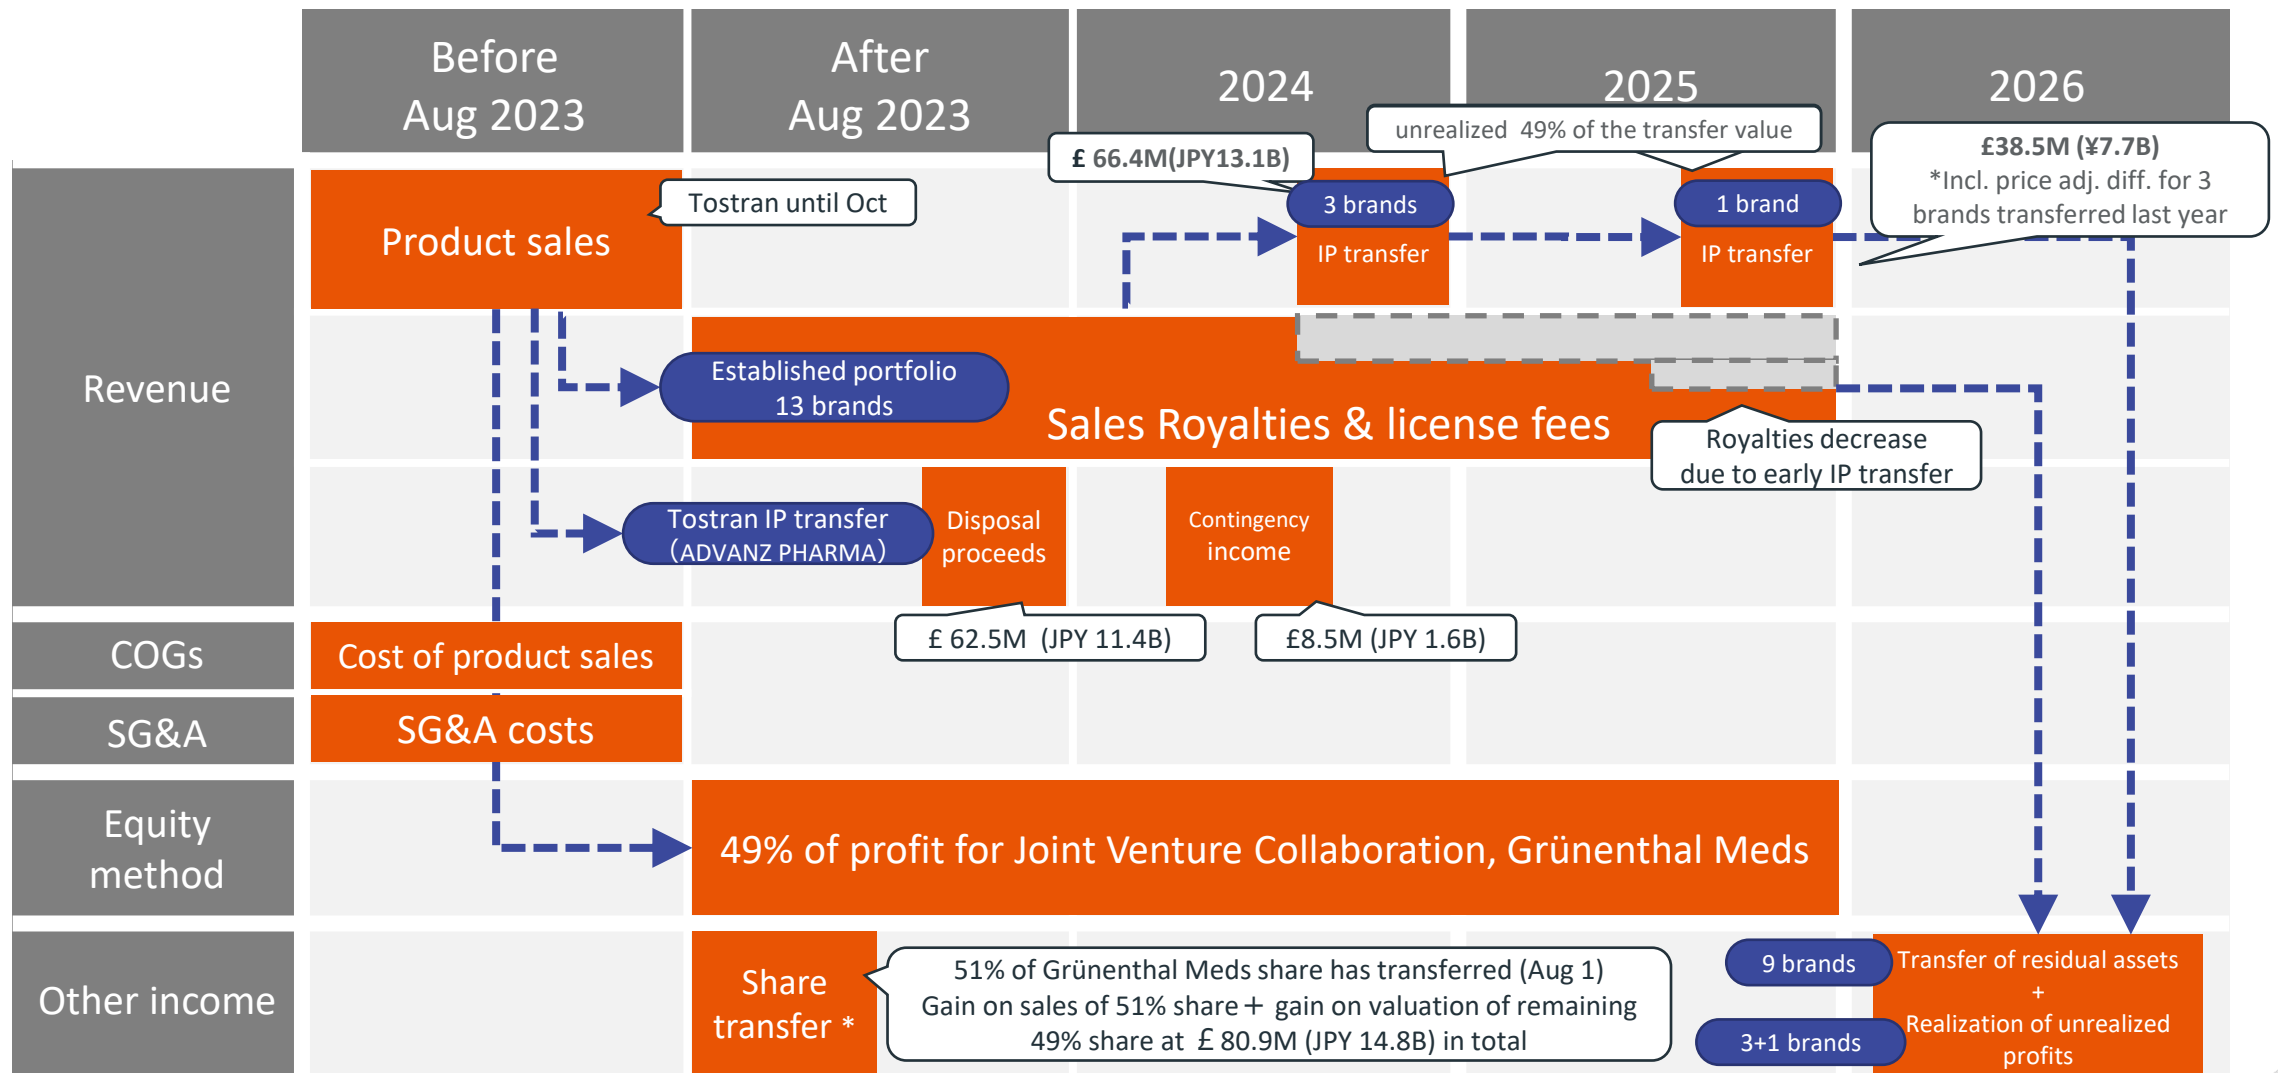 Before
Aug 2023
After
Aug 2023
2024
2025
2026
unrealized 49% of the transfer value
£ 66.4M(JPY13.1B)
£38.5M (¥7.7B)
*Incl. price adj. diff. for 3
brands transferred last year
Revenue
Product sales
Tostran until Oct
3 brands
IP transfer
1 brand
IP transfer
Established portfolio
13 brands
Sales Royalties & license fees
Royalties decrease
due to early IP transfer
Tostran IP transfer
（ADVANZ PHARMA）
Disposal
proceeds
Contingency
income
£ 62.5M (JPY 11.4B)
£8.5M (JPY 1.6B)
COGs
Cost of product sales
SG&A
SG&A costs
Equity
method
49% of profit for Joint Venture Collaboration, Grünenthal Meds
Other income
Share
transfer *
51% of Grünenthal Meds share has transferred (Aug 1)
Gain on sales of 51% share＋ gain on valuation of remaining
49% share at £ 80.9M (JPY 14.8B) in total
9 brands
3+1 brands
Transfer of residual assets
+
Realization of unrealized
profits